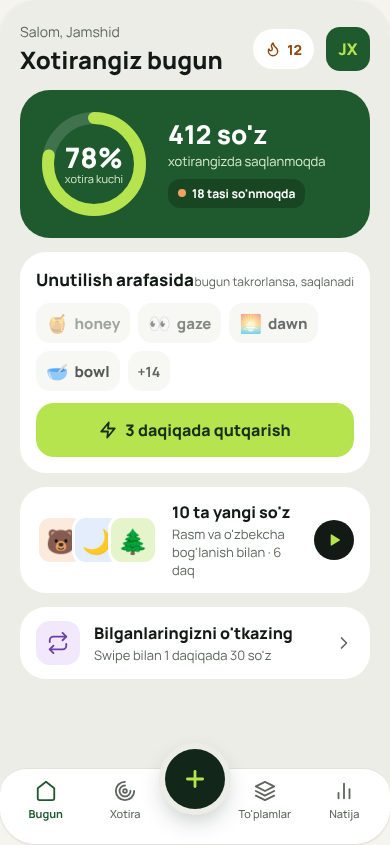 Salom, Jamshid
Xotirangiz bugun
12
JX
78%
xotira kuchi
412 so'z
xotirangizda saqlanmoqda
18 tasi so'nmoqda
Unutilish arafasida
bugun takrorlansa, saqlanadi
honey
gaze
dawn
bowl
+14
3 daqiqada qutqarish
10 ta yangi so'z
Rasm va o'zbekcha
bog'lanish bilan · 6
daq
Bilganlaringizni o'tkazing
Swipe bilan 1 daqiqada 30 so'z
Bugun
Xotira
To'plamlar
Natija